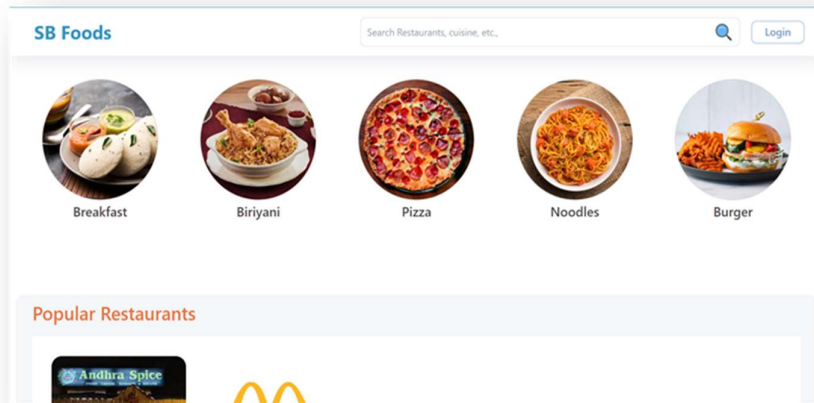 SB Foods
Search Restaurants, cuisine, etc.,
Login
Breakfast
Biriyani
Pizza
Noodles
Burger
Popular Restaurants
Andhra Spice